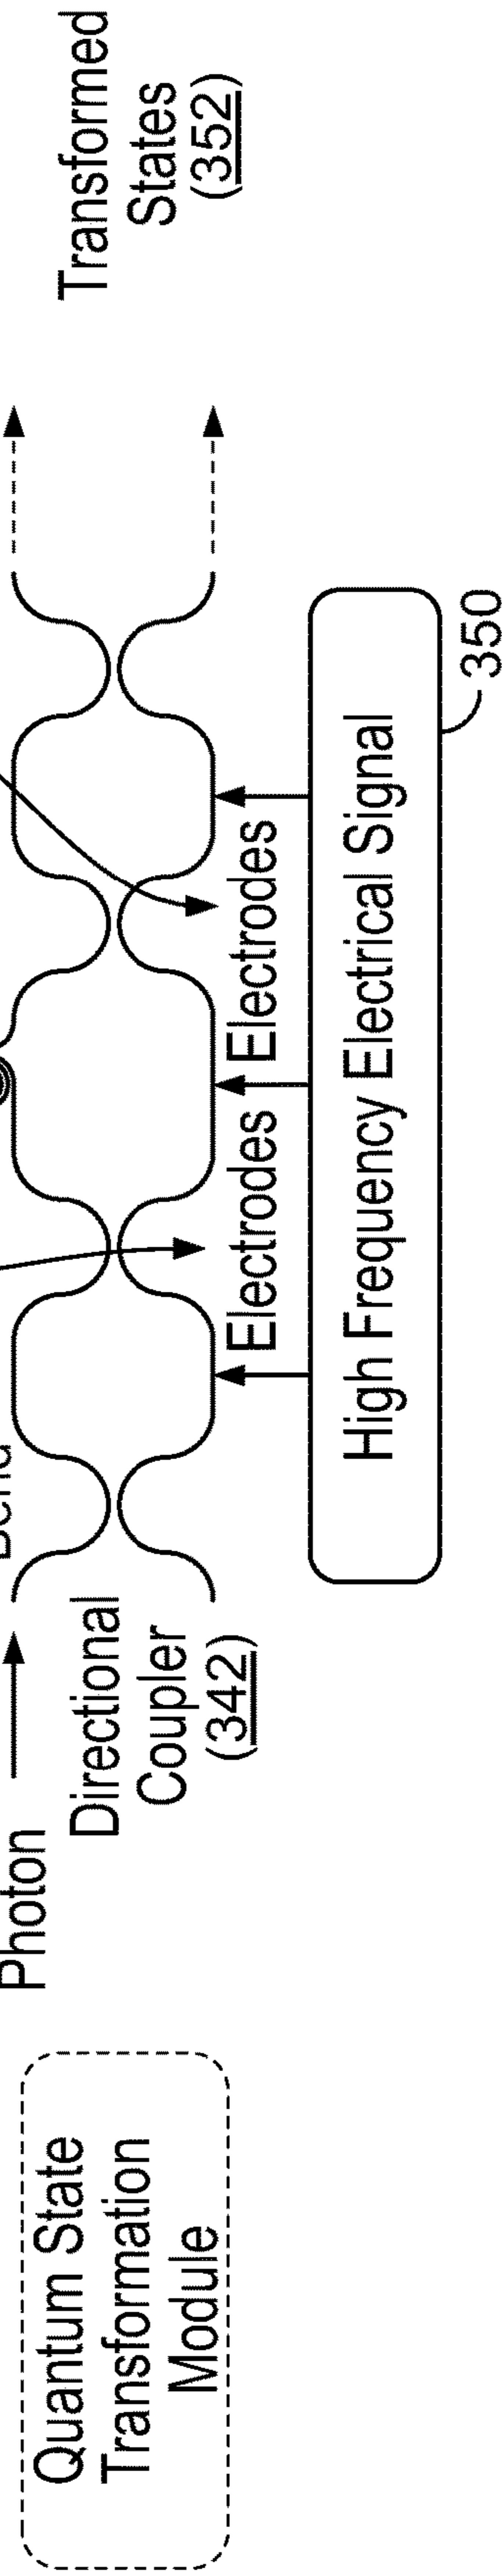 Quantum State
Transformation
Module
Photon
Directional
Coupler
(342)
Electrodes
Electrodes
High Frequency Electrical Signal
350
Transformed
States
(352)